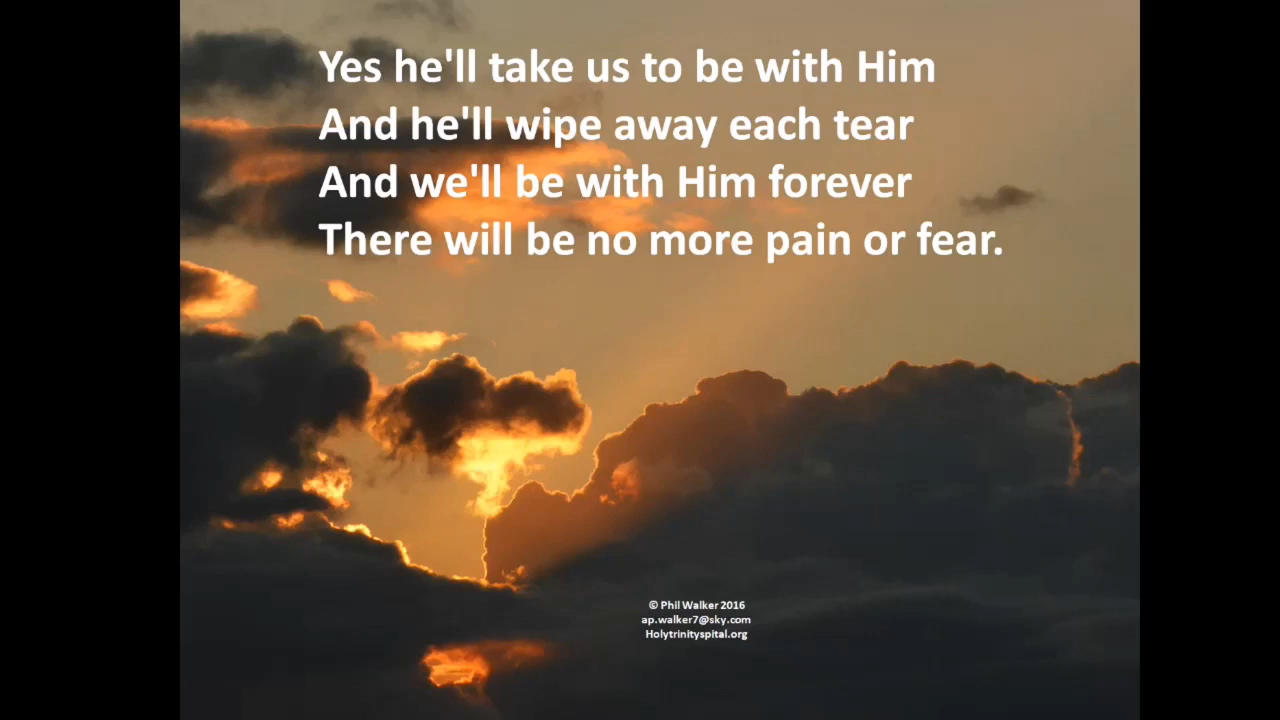 Yes he'll take us to be with Him
And he'll wipe away each tear
And we'll be with Him forever
There will be no more pain or fear.
© Phil Walker 2016
ap.walker7@sky.com
Holytrinityspital.org